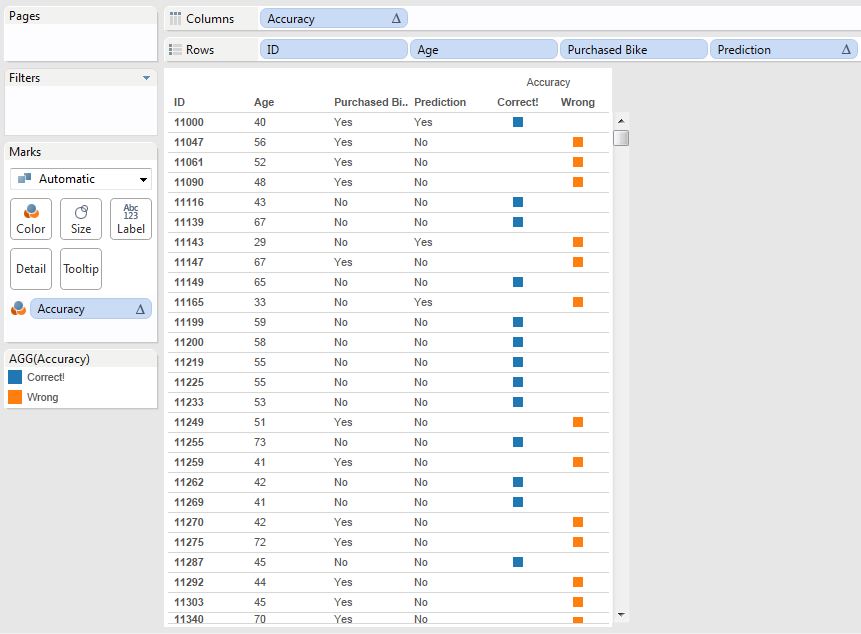 Pages
Columns Accuracy Δ
Rows ID Age Purchased Bike Prediction Δ
Filters
Marks
Automatic
Color Size Abc 123 Label
Detail Tooltip
Accuracy Δ
AGG(Accuracy)
Correct!
Wrong
Accuracy
ID Age Purchased Bi.. Prediction Correct! Wrong
11000 40 Yes Yes
11047 56 Yes No
11061 52 Yes No
11090 48 Yes No
11116 43 No No
11139 67 No No
11143 29 No Yes
11147 67 Yes No
11149 65 No No
11165 33 No Yes
11199 59 No No
11200 58 No No
11219 55 No No
11225 55 No No
11233 53 No No
11249 51 Yes No
11255 73 No No
11259 41 Yes No
11262 42 No No
11269 41 No No
11270 42 Yes No
11275 72 Yes No
11287 45 No No
11292 44 Yes No
11303 45 Yes No
11340 70 Yes No